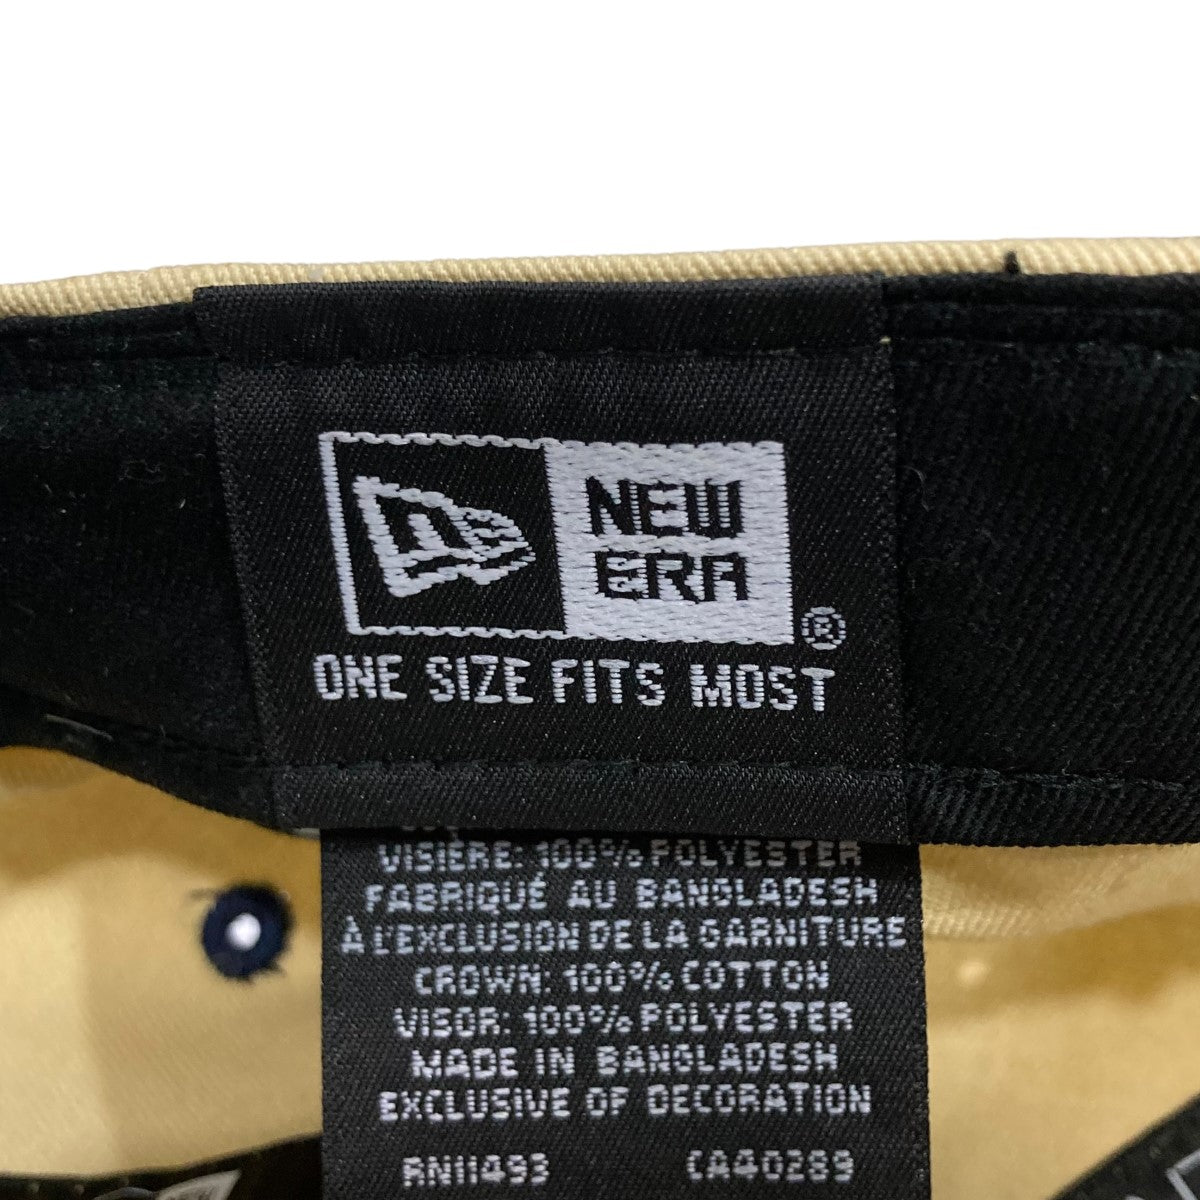 NEW
ERA
®
ONE SIZE FITS MOST
VISIÈRE: 100% POLYESTER
FABRIQUÉ AU BANGLADESH
À L'EXCLUSION DE LA GARNITURE
CROWN: 100% COTTON
VISOR: 100% POLYESTER
MADE IN BANGLADESH
EXCLUSIVE OF DECORATION
RN11493 CA40289